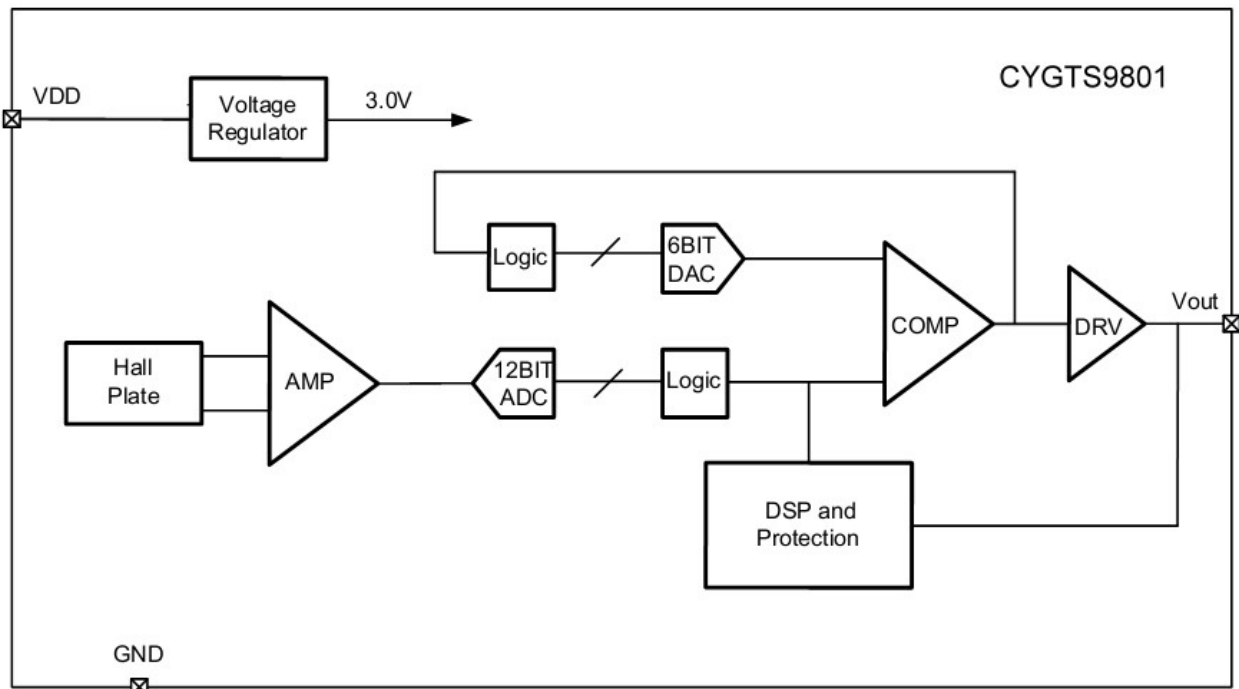 CYGTS9801
VDD
Voltage
Regulator
3.0V
Logic
6BIT
DAC
COMP
DRV
Vout
Hall
Plate
AMP
12BIT
ADC
Logic
DSP and
Protection
GND